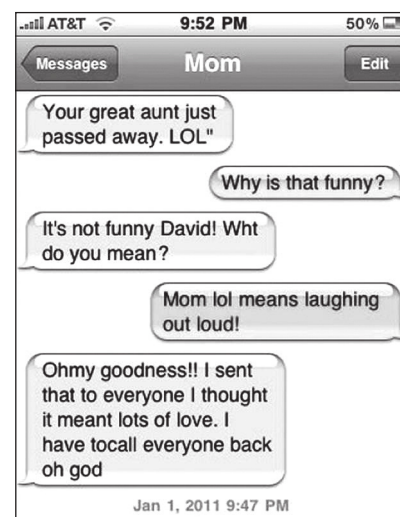 AT&T 9:52 PM 50%
Messages Mom Edit
Your great aunt just
passed away. LOL"
Why is that funny?
It's not funny David! Wht
do you mean?
Mom lol means laughing
out loud!
Ohmy goodness!! I sent
that to everyone I thought
it meant lots of love. I
have tocall everyone back
oh god
Jan 1, 2011 9:47 PM